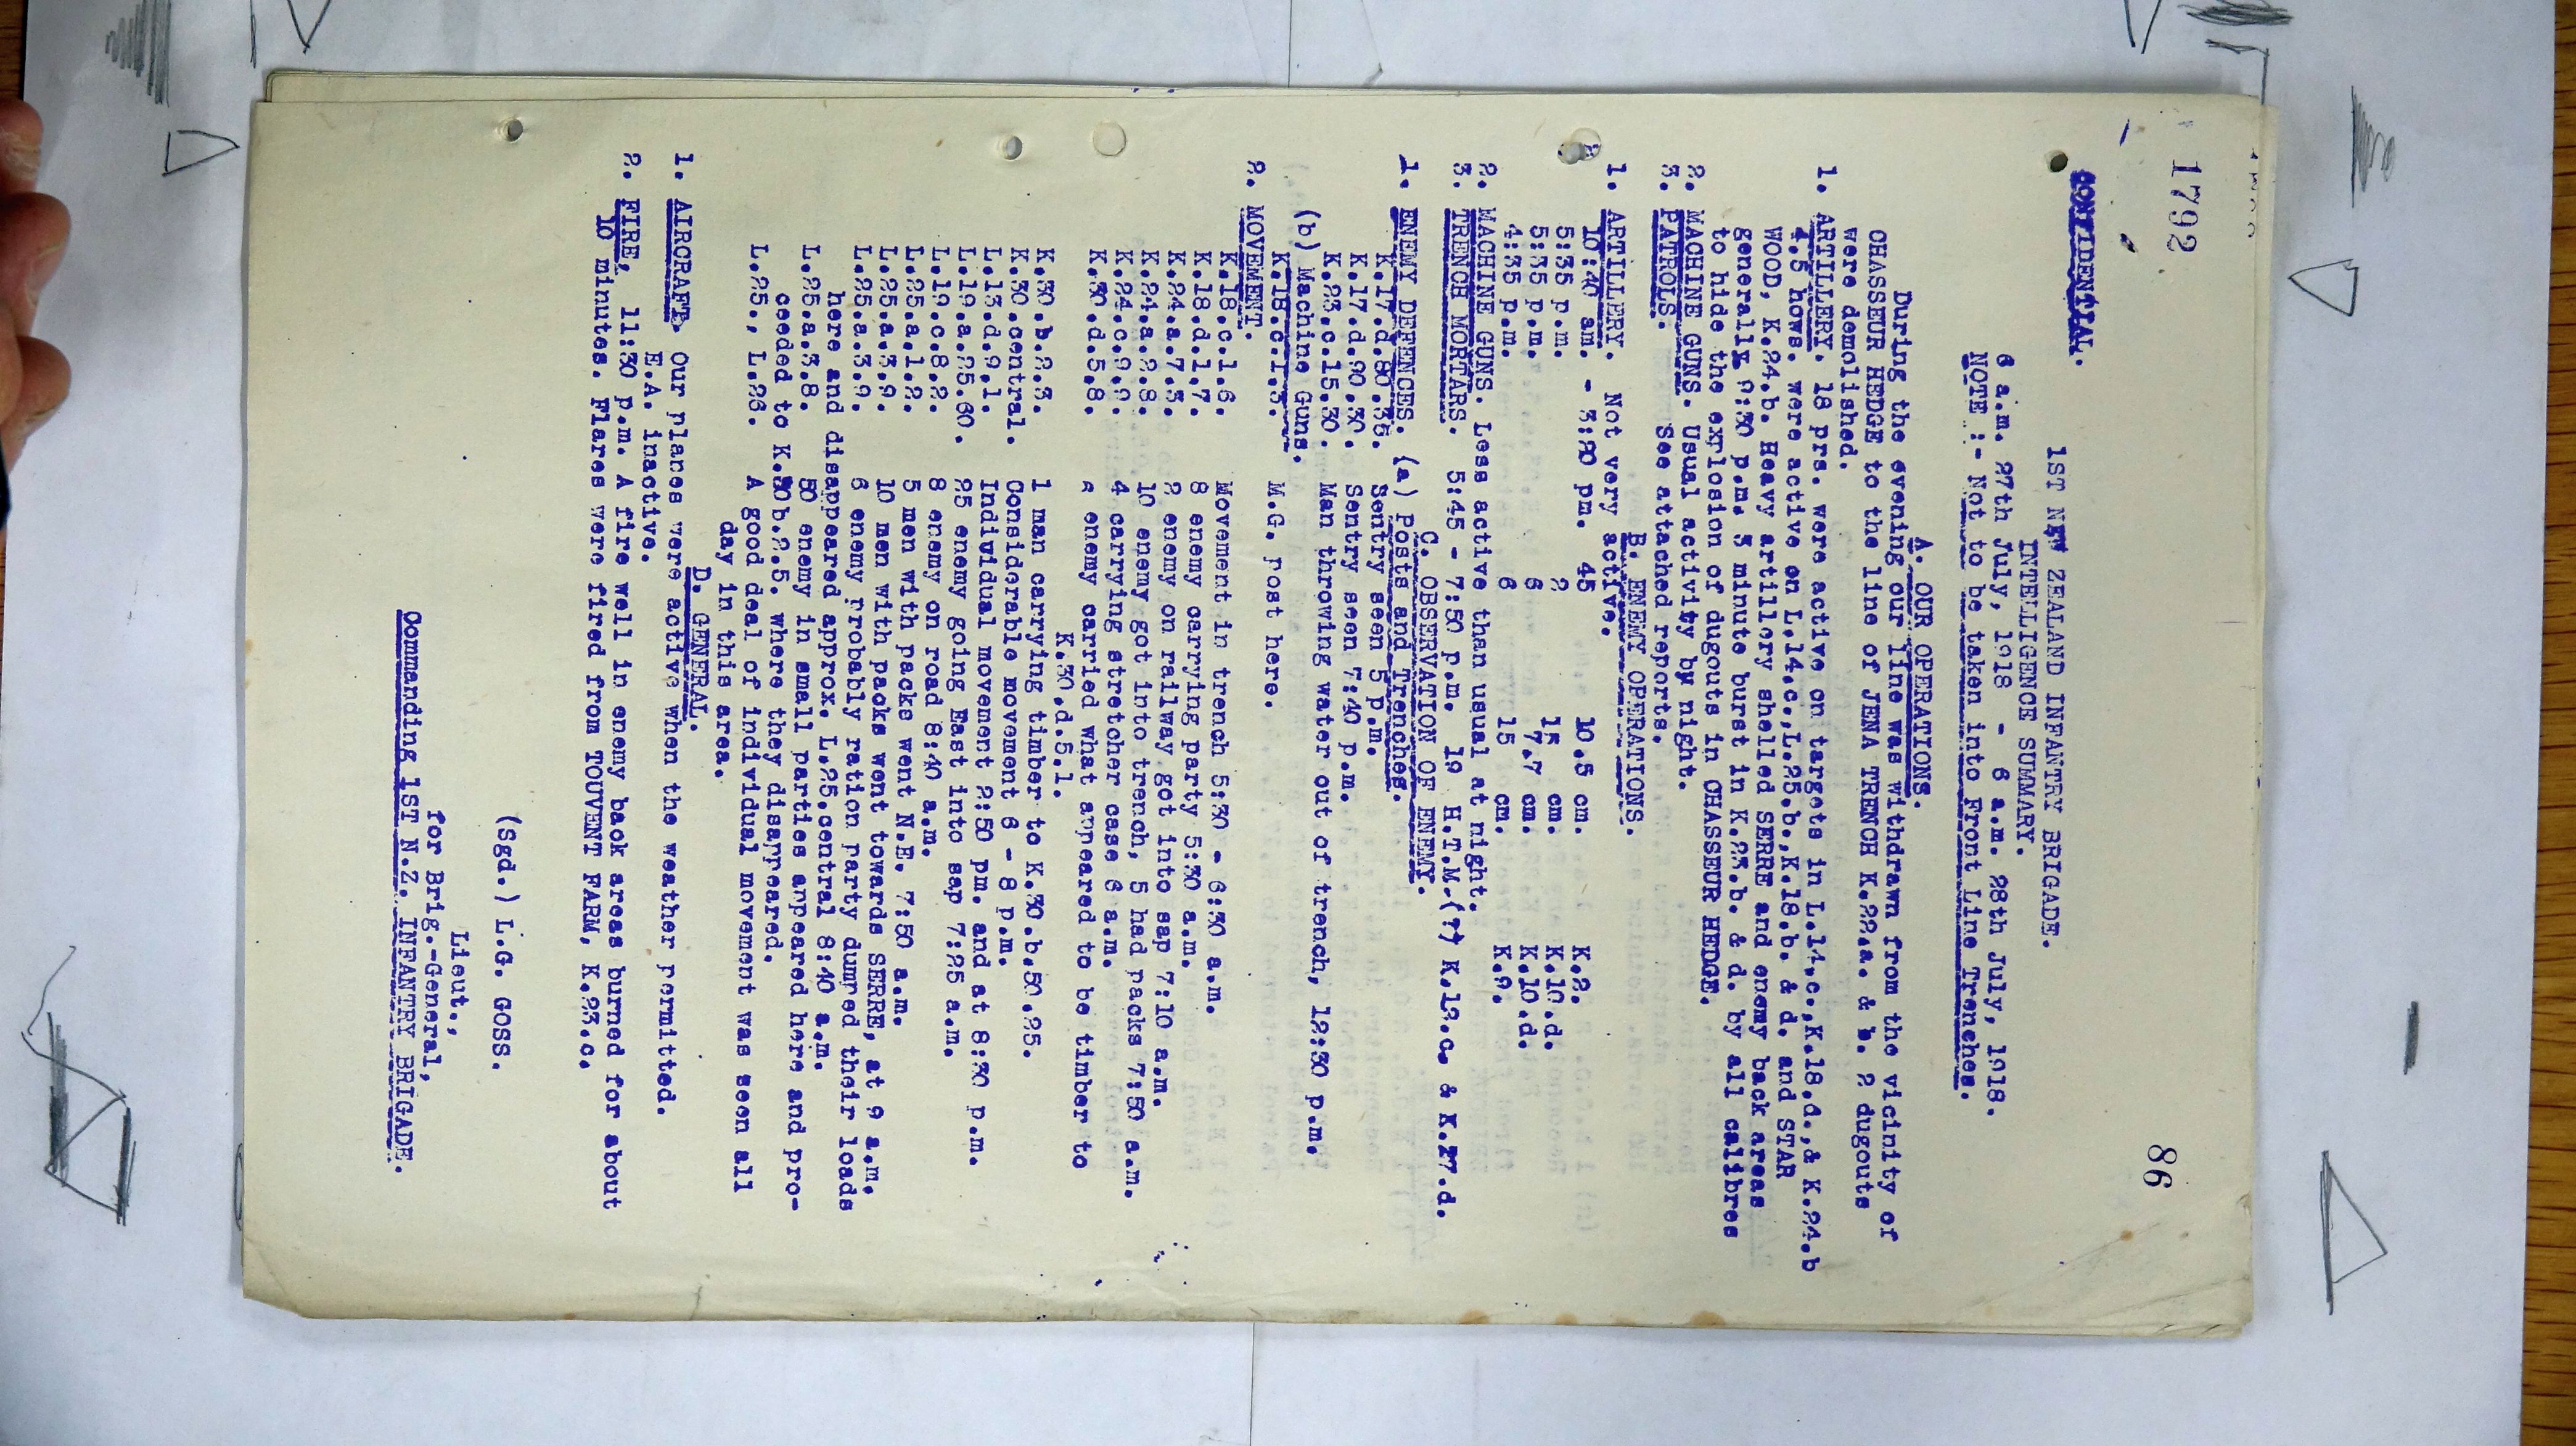 1792
86
CONFIDENTIAL.
1ST NEW ZEALAND INFANTRY BRIGADE.
INTELLIGENCE SUMMARY.
6 a.m. 27th July, 1918 - 6 a.m. 28th July, 1918.
NOTE :- Not to be taken into Front Line Trenches.
A. OUR OPERATIONS.
During the evening our line was withdrawn from the vicinity of
CHASSEUR HEDGE to the line of JENA TRENCH K.22.a. & b. 2 dugouts
were demolished.
1. ARTILLERY. 18 prs. were active on targets in L.14.c.,K.18.d.,& K.24.b
4.5 hows. were active on L.14.c.,L.25.b.,K.18.b. & d. and STAR
WOOD, K.24.b. Heavy artillery shelled SERRE and enemy back areas
generally 9:30 p.m. 3 minute burst in K.23.b. & d. by all calibres
to hide the explosion of dugouts in CHASSEUR HEDGE.
2. MACHINE GUNS. Usual activity by night.
3. PATROLS. See attached reports.
B. ENEMY OPERATIONS.
1. ARTILLERY. Not very active.
10:40 am. - 3:20 pm. 45 10.5 cm. K.2.
5:35 p.m. 2 15 cm. K.10.d.
5:35 p.m. 6 7.7 cm. K.10.d.
4:35 p.m. 6 15 cm. K.9.
2. MACHINE GUNS. Less active than usual at night.
3. TRENCH MORTARS. 5:45 - 7:50 p.m. 19 H.T.M.(?) K.12.c. & K.17.d.
C. OBSERVATION OF ENEMY.
1. ENEMY DEFENCES. (a) Posts and Trenches.
K.17.d.80.35. Sentry seen 5 p.m.
K.17.d.90.30. Sentry seen 7:40 p.m.
K.23.c.15.30. Man throwing water out of trench, 12:30 p.m.
(b) Machine Guns.
K.18.c.1.3. M.G. post here.
2. MOVEMENT.
K.18.c.1.6. Movement in trench 5:30 - 6:30 a.m.
K.18.d.1.7. 8 enemy carrying party 5:30 a.m.
K.24.a.7.3. 2 enemy on railway got into sap 7:10 a.m.
K.24.a.2.8. 10 enemy got into trench, 5 had packs 7:50 a.m.
K.24.c.9.9. 4 carrying stretcher case 6 a.m.
K.30.d.5.8. enemy carried what appeared to be timber to
K.30.d.5.1.
K.30.b.2.3. 1 man carrying timber to K.30.b.50.25.
K.30.central. Considerable movement 6 - 8 p.m.
L.13.d.9.1. Individual movement 2:50 pm. and at 8:30 p.m.
L.19.a.25.60. 25 enemy going East into sap 7:25 a.m.
L.19.c.8.2. 8 enemy on road 8:40 a.m.
L.25.a.1.2. 5 men with packs went N.E. 7:50 a.m.
L.25.a.3.9. 10 men with packs went towards SERRE, at 9 a.m.
L.25.a.3.9. 6 enemy probably ration party dumped their loads
here and disappeared approx. L.25.central 8:40 a.m.
L.25.a.3.8. 50 enemy in small parties appeared here and pro-
ceeded to K.30.b.2.5. where they disappeared.
L.25., L.26. A good deal of individual movement was seen all
day in this area.
D. GENERAL.
1. AIRCRAFT. Our planes were active when the weather permitted.
E.A. inactive.
2. FIRE, 11:30 p.m. A fire well in enemy back areas burned for about
10 minutes. Flares were fired from TOUVENT FARM, K.23.c.
(Sgd.) L.G. GOSS.
Lieut.,
for Brig.-General,
Commanding 1ST N.Z. INFANTRY BRIGADE.